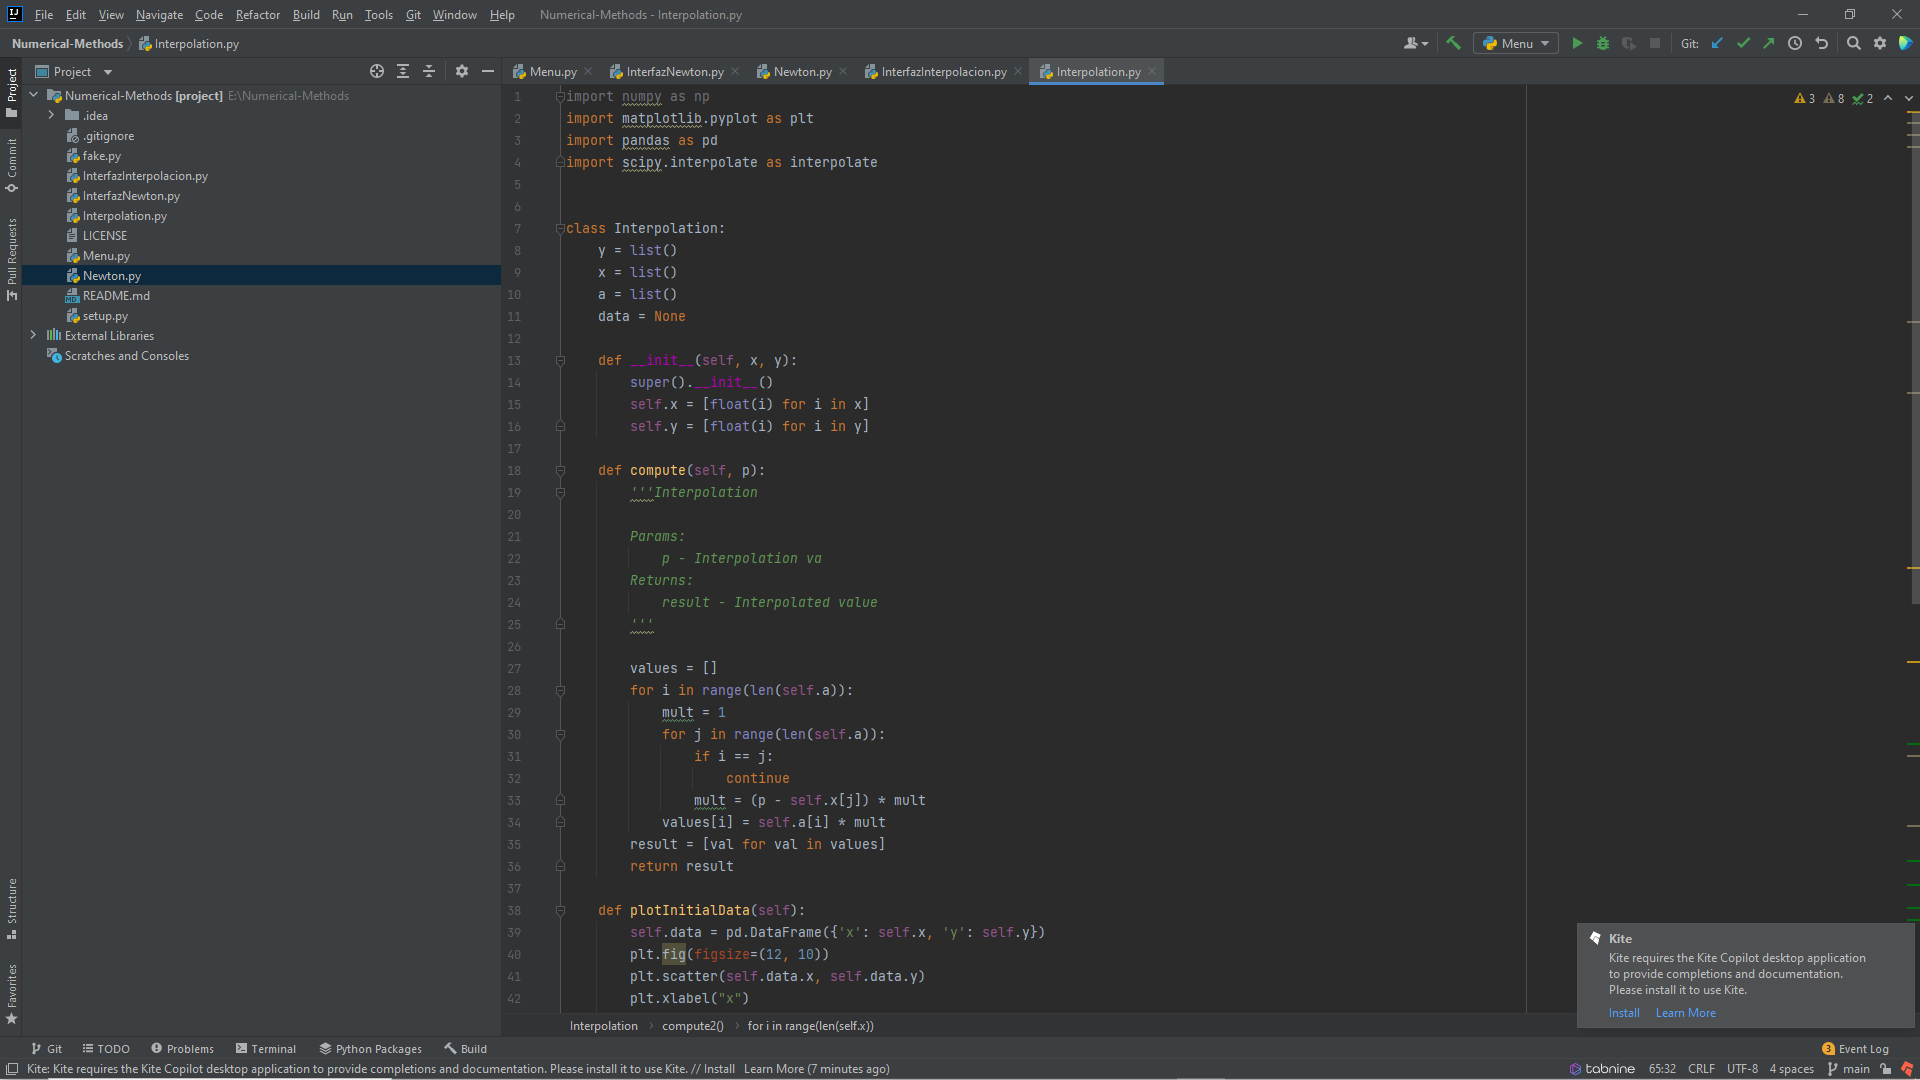 File Edit View Navigate Code Refactor Build Run Tools Git Window Help Numerical-Methods - Interpolation.py
Numerical-Methods Interpolation.py Menu Git:
Project
Menu.py InterfazNewton.py Newton.py InterfazInterpolacion.py Interpolation.py
Project
Commit
Pull Requests
Structure
Favorites
Numerical-Methods [project] E:\Numerical-Methods
.idea
.gitignore
fake.py
InterfazInterpolacion.py
InterfazNewton.py
Interpolation.py
LICENSE
Menu.py
Newton.py
README.md
setup.py
External Libraries
Scratches and Consoles
3 8 2
1 import numpy as np
2 import matplotlib.pyplot as plt
3 import pandas as pd
4 import scipy.interpolate as interpolate
5
6
7 class Interpolation:
8 y = list()
9 x = list()
10 a = list()
11 data = None
12
13 def __init__(self, x, y):
14 super().__init__()
15 self.x = [float(i) for i in x]
16 self.y = [float(i) for i in y]
17
18 def compute(self, p):
19 '''Interpolation
20
21 Params:
22 p - Interpolation va
23 Returns:
24 result - Interpolated value
25 '''
26
27 values = []
28 for i in range(len(self.a)):
29 mult = 1
30 for j in range(len(self.a)):
31 if i == j:
32 continue
33 mult = (p - self.x[j]) * mult
34 values[i] = self.a[i] * mult
35 result = [val for val in values]
36 return result
37
38 def plotInitialData(self):
39 self.data = pd.DataFrame({'x': self.x, 'y': self.y})
40 plt.fig(figsize=(12, 10))
41 plt.scatter(self.data.x, self.data.y)
42 plt.xlabel("x")
Interpolation compute2() for i in range(len(self.x))
Kite
Kite requires the Kite Copilot desktop application
to provide completions and documentation.
Please install it to use Kite.
Install Learn More
Git TODO Problems Terminal Python Packages Build 3 Event Log
Kite: Kite requires the Kite Copilot desktop application to provide completions and documentation. Please install it to use Kite. // Install Learn More (7 minutes ago) tabnine 65:32 CRLF UTF-8 4 spaces main